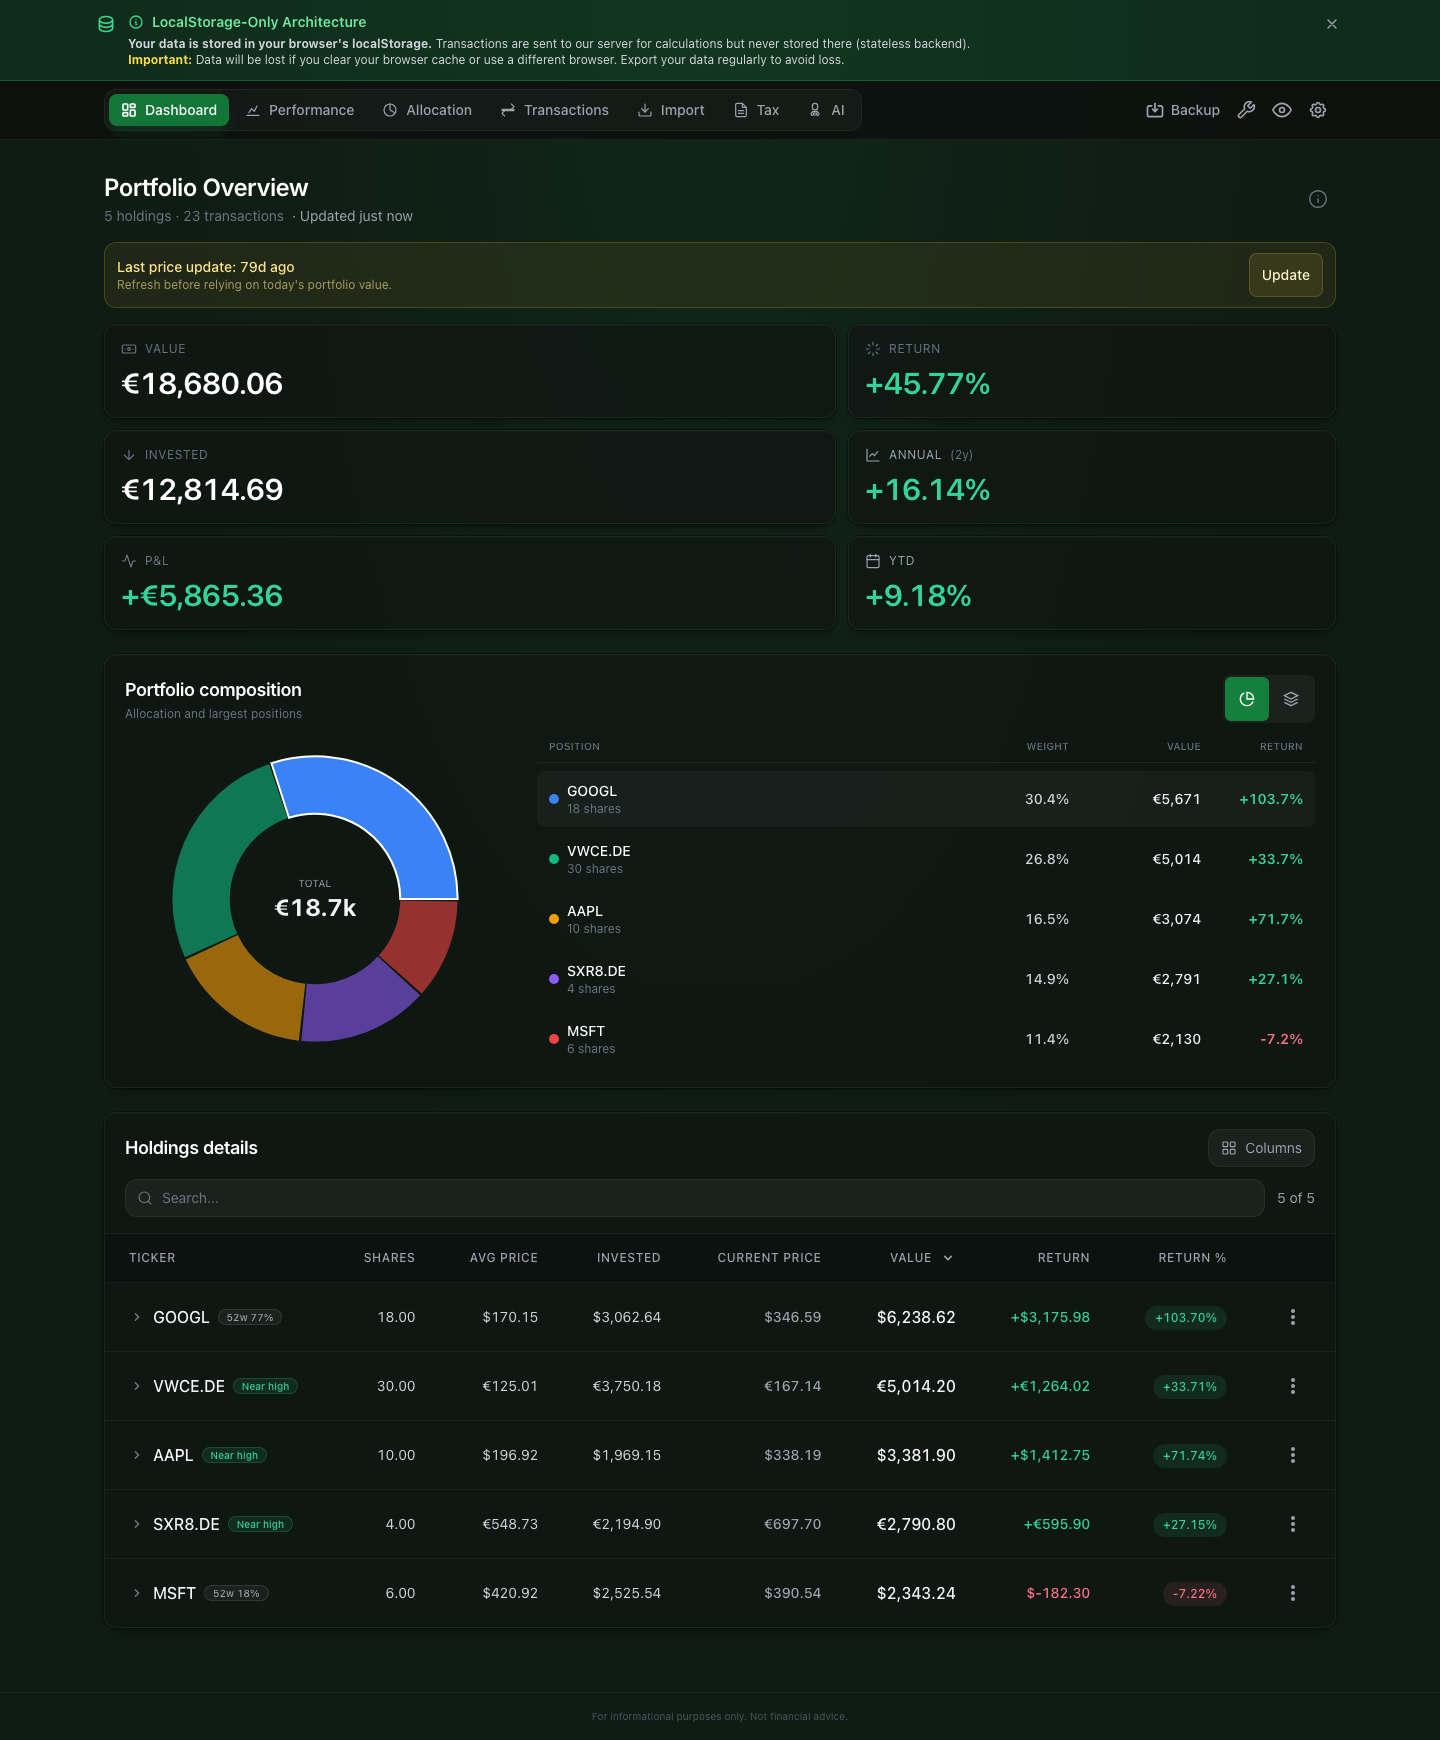 LocalStorage-Only Architecture
Your data is stored in your browser's localStorage. Transactions are sent to our server for calculations but never stored there (stateless backend).
Important: Data will be lost if you clear your browser cache or use a different browser. Export your data regularly to avoid loss.
Dashboard Performance Allocation Transactions Import Tax AI Backup
Portfolio Overview
5 holdings · 23 transactions · Updated just now
Last price update: 79d ago
Refresh before relying on today's portfolio value.
Update
VALUE
€18,680.06
RETURN
+45.77%
INVESTED
€12,814.69
ANNUAL (2y)
+16.14%
P&L
+€5,865.36
YTD
+9.18%
Portfolio composition
Allocation and largest positions
TOTAL
€18.7k
POSITION WEIGHT VALUE RETURN
GOOGL
18 shares
30.4% €5,671 +103.7%
VWCE.DE
30 shares
26.8% €5,014 +33.7%
AAPL
10 shares
16.5% €3,074 +71.7%
SXR8.DE
4 shares
14.9% €2,791 +27.1%
MSFT
6 shares
11.4% €2,130 -7.2%
Holdings details
Columns
Search...
5 of 5
TICKER SHARES AVG PRICE INVESTED CURRENT PRICE VALUE RETURN RETURN %
GOOGL 52w 77% 18.00 $170.15 $3,062.64 $346.59 $6,238.62 +$3,175.98 +103.70%
VWCE.DE Near high 30.00 €125.01 €3,750.18 €167.14 €5,014.20 +€1,264.02 +33.71%
AAPL Near high 10.00 $196.92 $1,969.15 $338.19 $3,381.90 +$1,412.75 +71.74%
SXR8.DE Near high 4.00 €548.73 €2,194.90 €697.70 €2,790.80 +€595.90 +27.15%
MSFT 52w 18% 6.00 $420.92 $2,525.54 $390.54 $2,343.24 $-182.30 -7.22%
For informational purposes only. Not financial advice.